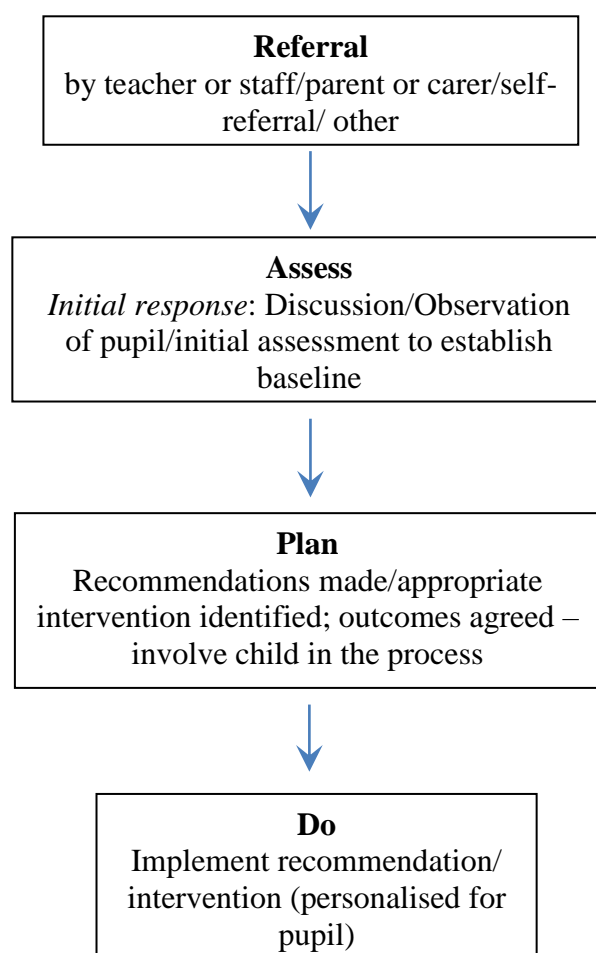 Referral
by teacher or staff/parent or carer/self-
referral/ other
Assess
Initial response: Discussion/Observation
of pupil/initial assessment to establish
baseline
Plan
Recommendations made/appropriate
intervention identified; outcomes agreed –
involve child in the process
Do
Implement recommendation/
intervention (personalised for
pupil)